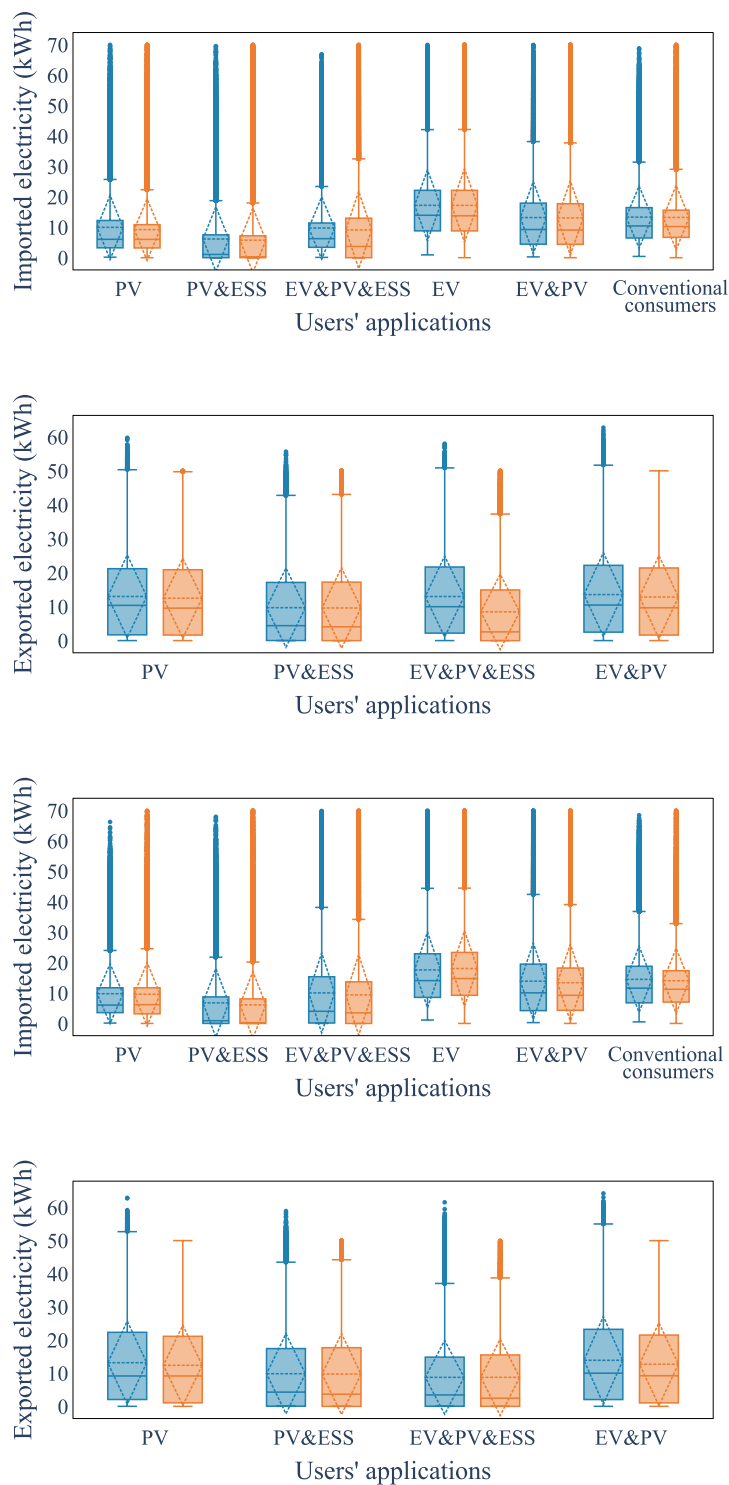 Imported electricity (kWh)
70
60
50
40
30
20
10
0
PV PV&ESS EV&PV&ESS EV EV&PV Conventional
consumers
Users' applications
Exported electricity (kWh)
60
50
40
30
20
10
0
PV PV&ESS EV&PV&ESS EV&PV
Users' applications
Imported electricity (kWh)
70
60
50
40
30
20
10
0
PV PV&ESS EV&PV&ESS EV EV&PV Conventional
consumers
Users' applications
Exported electricity (kWh)
60
50
40
30
20
10
0
PV PV&ESS EV&PV&ESS EV&PV
Users' applications